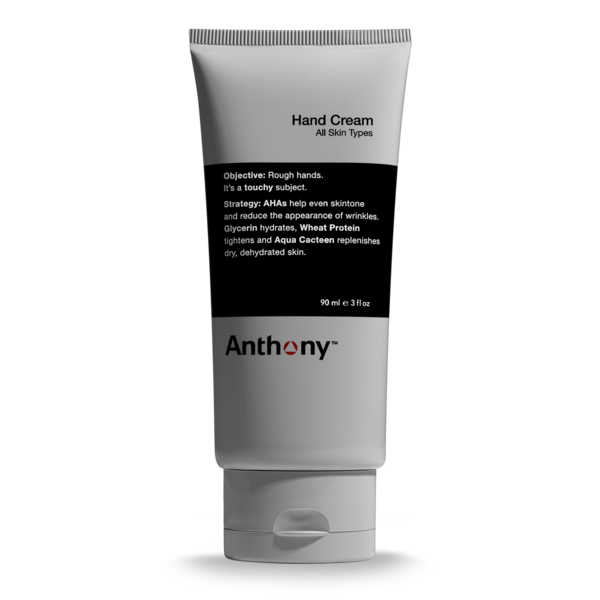 Hand Cream
All Skin Types
Objective: Rough hands.
It's a touchy subject.
Strategy: AHAs help even skintone
and reduce the appearance of wrinkles.
Glycerin hydrates, Wheat Protein
tightens and Aqua Cacteen replenishes
dry, dehydrated skin.
90 ml e 3 fl oz
Anthony™